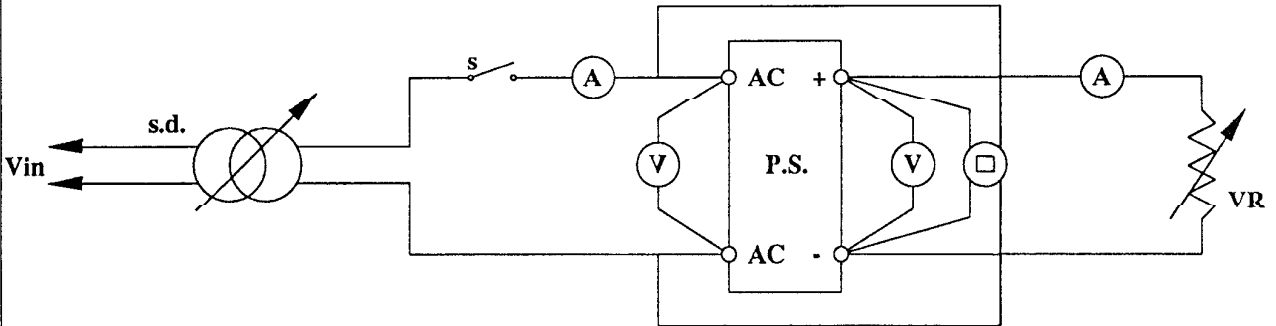 s
A
AC + A
s.d.
Vin
V P.S. V
VR
AC -